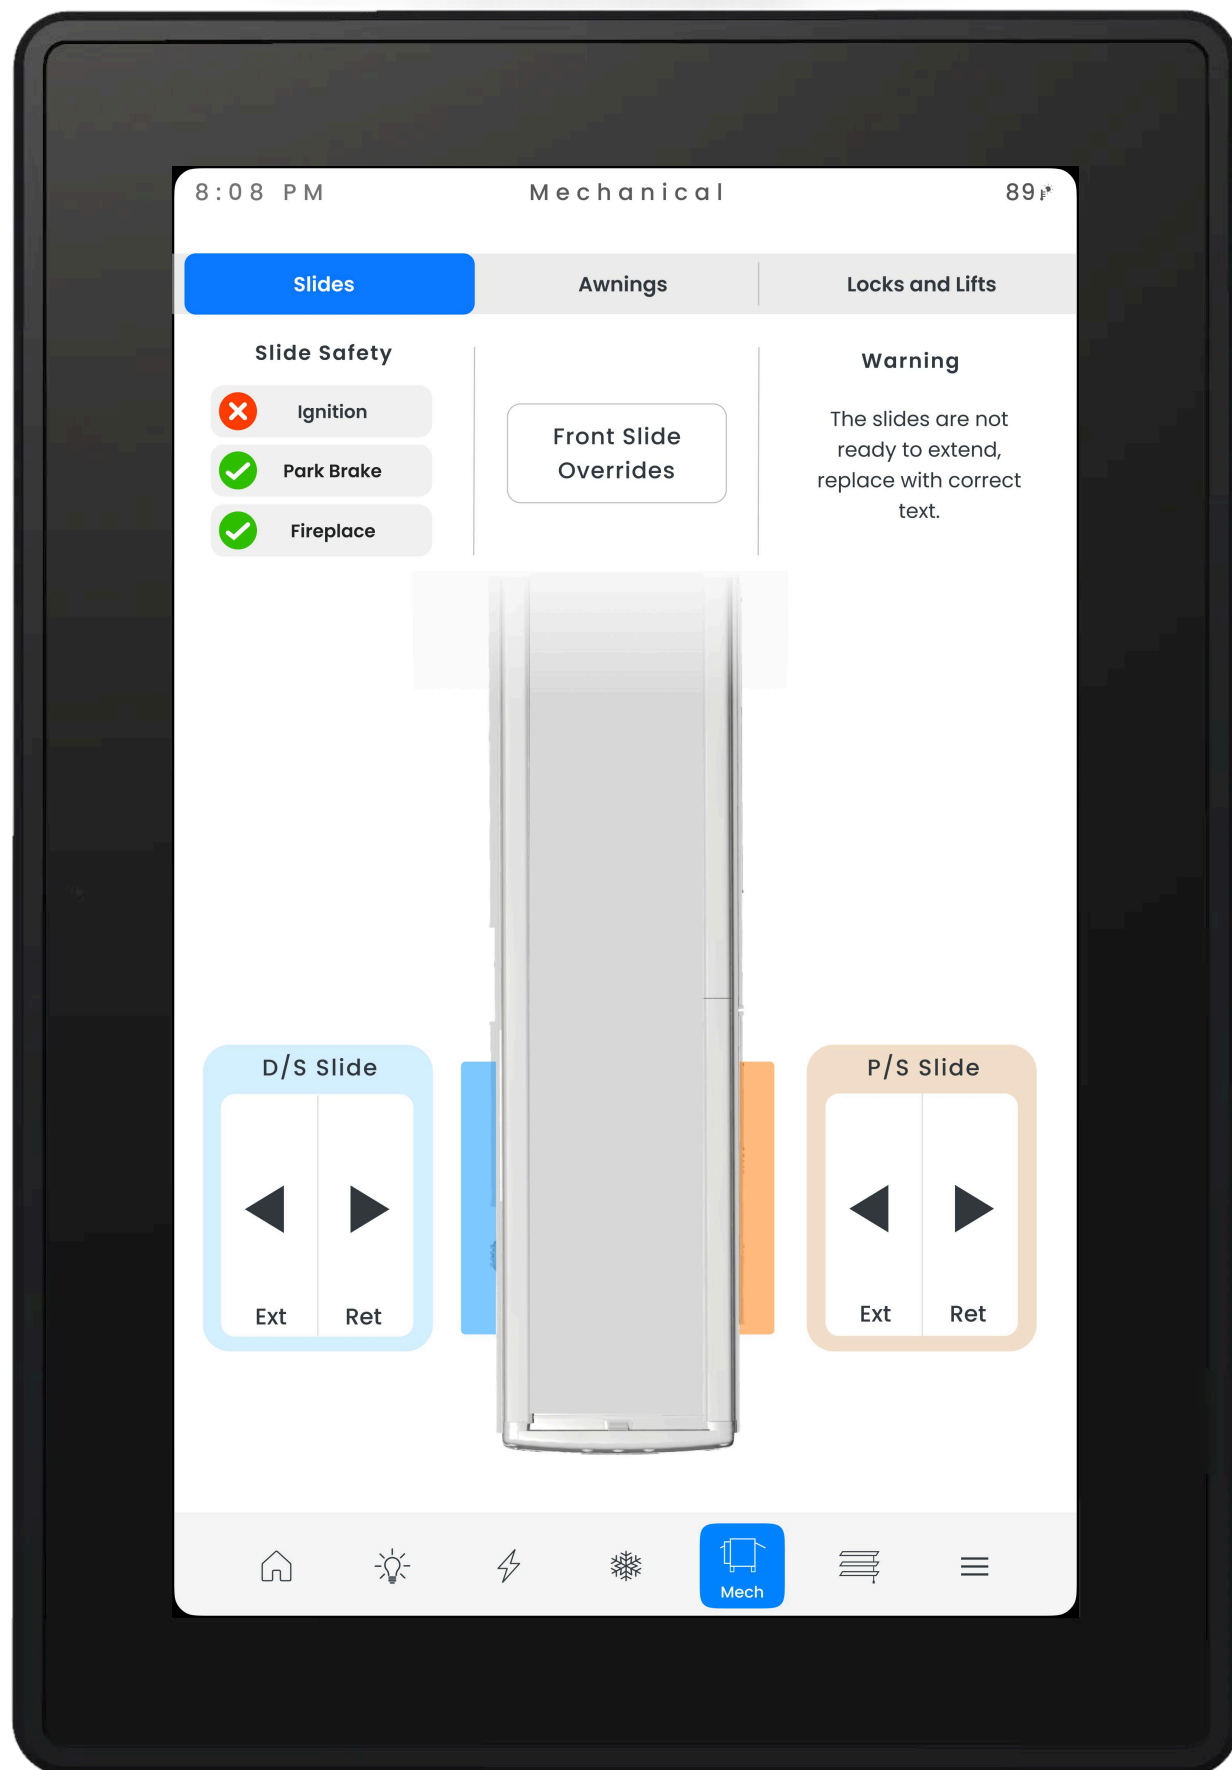 8:08 PM
Mechanical
89
Slides
Awnings
Locks and Lifts
Slide Safety
Ignition
Park Brake
Fireplace
Front Slide
Overrides
Warning
The slides are not
ready to extend,
replace with correct
text.
D/S Slide
Ext
Ret
P/S Slide
Ext
Ret
Mech